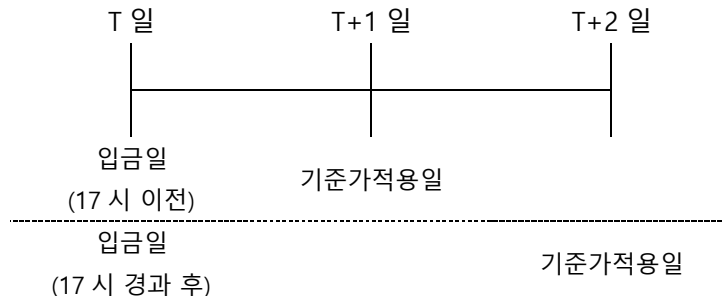 T 일 T+1 일 T+2 일
입금일
(17 시 이전)
기준가적용일
입금일
(17 시 경과 후)
기준가적용일